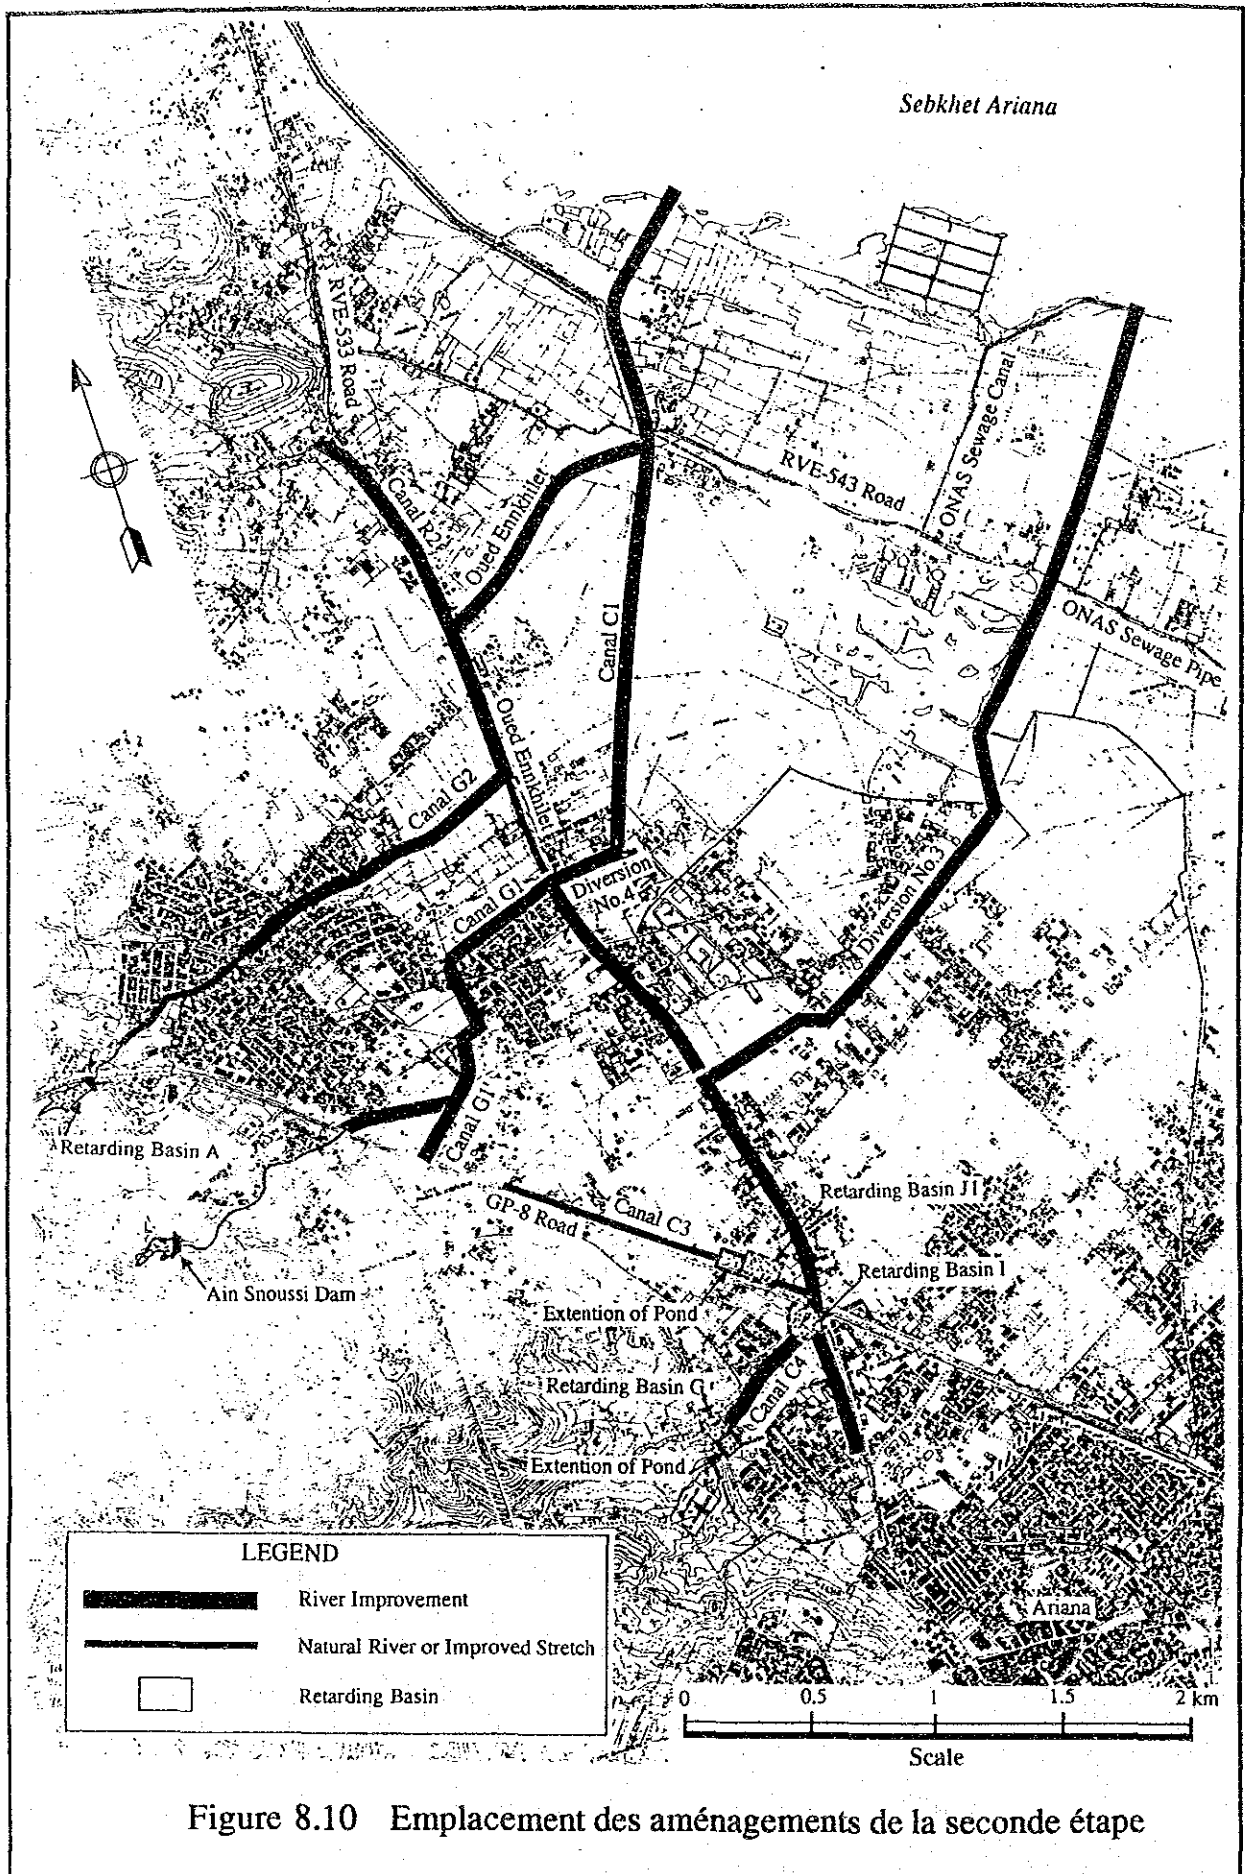 Sebkhet Ariana
RVE-533 Road
Canal R2
Oued Ennkhilet
RVE-543 Road
ONAS Sewage Canal
ONAS Sewage Pipe
Canal C1
Oued Ennkhilet
Canal G2
Canal G1
Diversion
No.4
Diversion No.3
Canal G1
Retarding Basin A
Ain Snoussi Dam
GP-8 Road
Canal C3
Retarding Basin J1
Retarding Basin I
Extention of Pond
Retarding Basin G
Canal C4
Extention of Pond
Ariana
LEGEND
River Improvement
Natural River or Improved Stretch
Retarding Basin
0 0.5 1 1.5 2 km
Scale
Figure 8.10 Emplacement des aménagements de la seconde étape